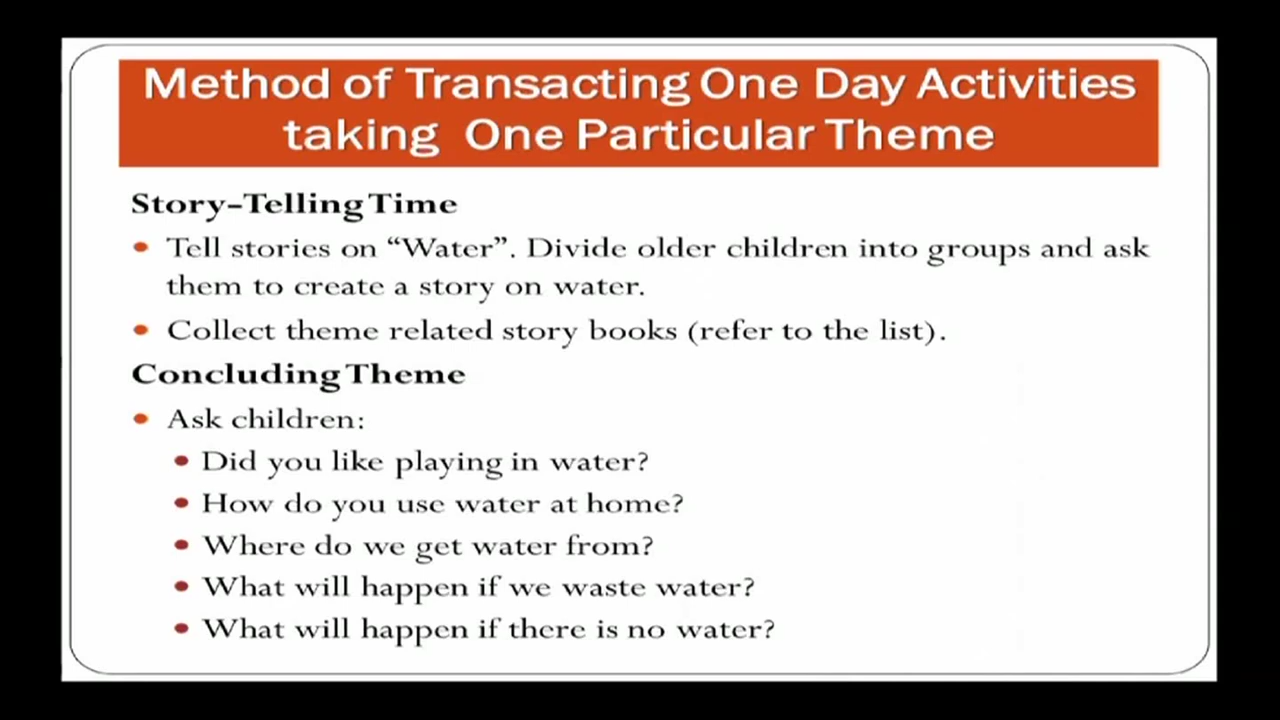 Method of Transacting One Day Activities
taking One Particular Theme
Story-Telling Time
• Tell stories on “Water”. Divide older children into groups and ask
them to create a story on water.
• Collect theme related story books (refer to the list).
Concluding Theme
• Ask children:
• Did you like playing in water?
• How do you use water at home?
• Where do we get water from?
• What will happen if we waste water?
• What will happen if there is no water?